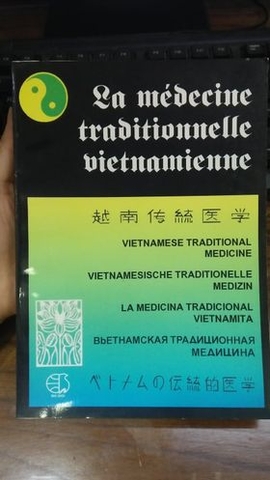 La médecine
traditionnelle
vietnamienne
越南传統医学
VIETNAMESE TRADITIONAL
MEDICINE
VIETNAMESISCHE TRADITIONELLE
MEDIZIN
LA MEDICINA TRADICIONAL
VIETNAMITA
ВЬЕТНАМСКАЯ ТРАДИЦИОННАЯ
МЕДИЦИНА
ベトナムの伝統的医学